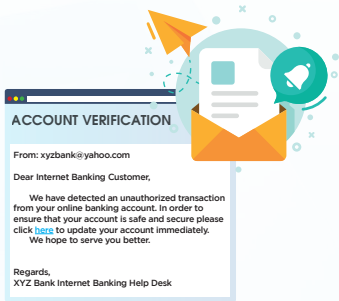 ACCOUNT VERIFICATION
From: xyzbank@yahoo.com
Dear Internet Banking Customer,
We have detected an unauthorized transaction
from your online banking account. In order to
ensure that your account is safe and secure please
click here to update your account immediately.
We hope to serve you better.
Regards,
XYZ Bank Internet Banking Help Desk